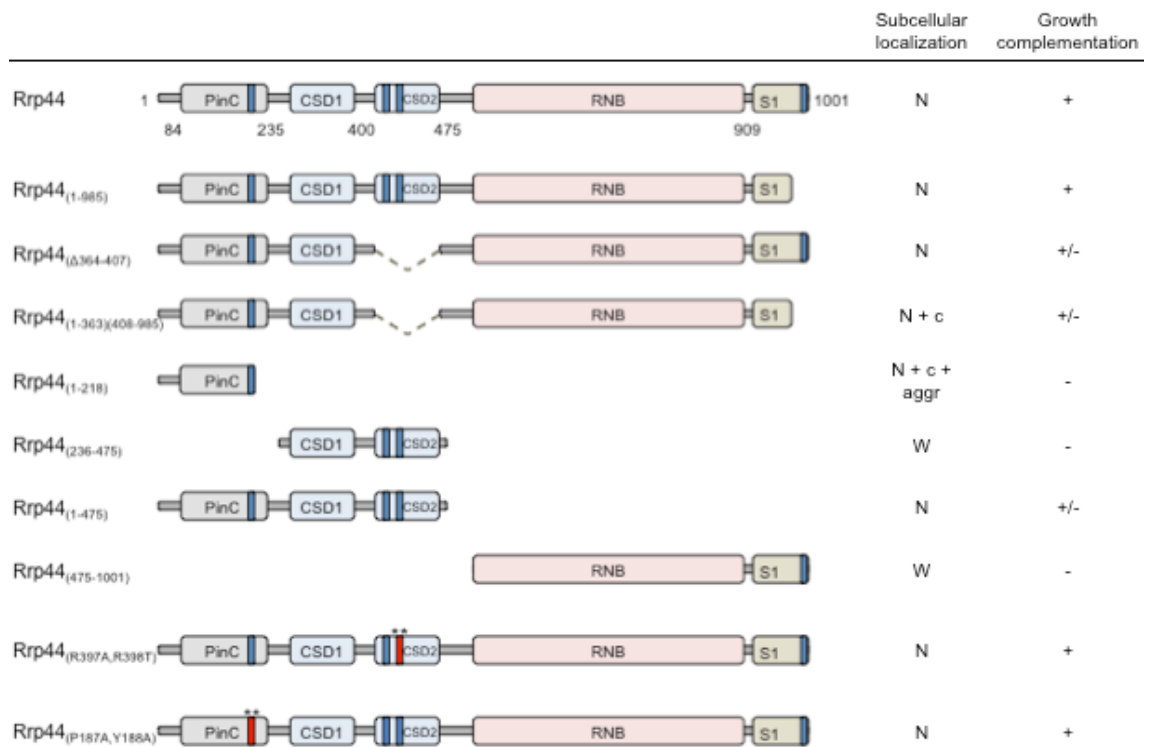 Subcellular localization
Growth complementation
Rrp44 1 PinC CSD1 CSD2 RNB S1 1001 N +
84 235 400 475 909
Rrp44(1-985) PinC CSD1 CSD2 RNB S1 N +
Rrp44(Δ364-407) PinC CSD1 RNB S1 N +/-
Rrp44(1-363)(408-985) PinC CSD1 RNB S1 N + c +/-
Rrp44(1-218) PinC N + c + aggr -
Rrp44(236-475) CSD1 CSD2 W -
Rrp44(1-475) PinC CSD1 CSD2 N +/-
Rrp44(475-1001) RNB S1 W -
**
Rrp44(R397A,R398T) PinC CSD1 CSD2 RNB S1 N +
**
Rrp44(P187A,Y188A) PinC CSD1 CSD2 RNB S1 N +